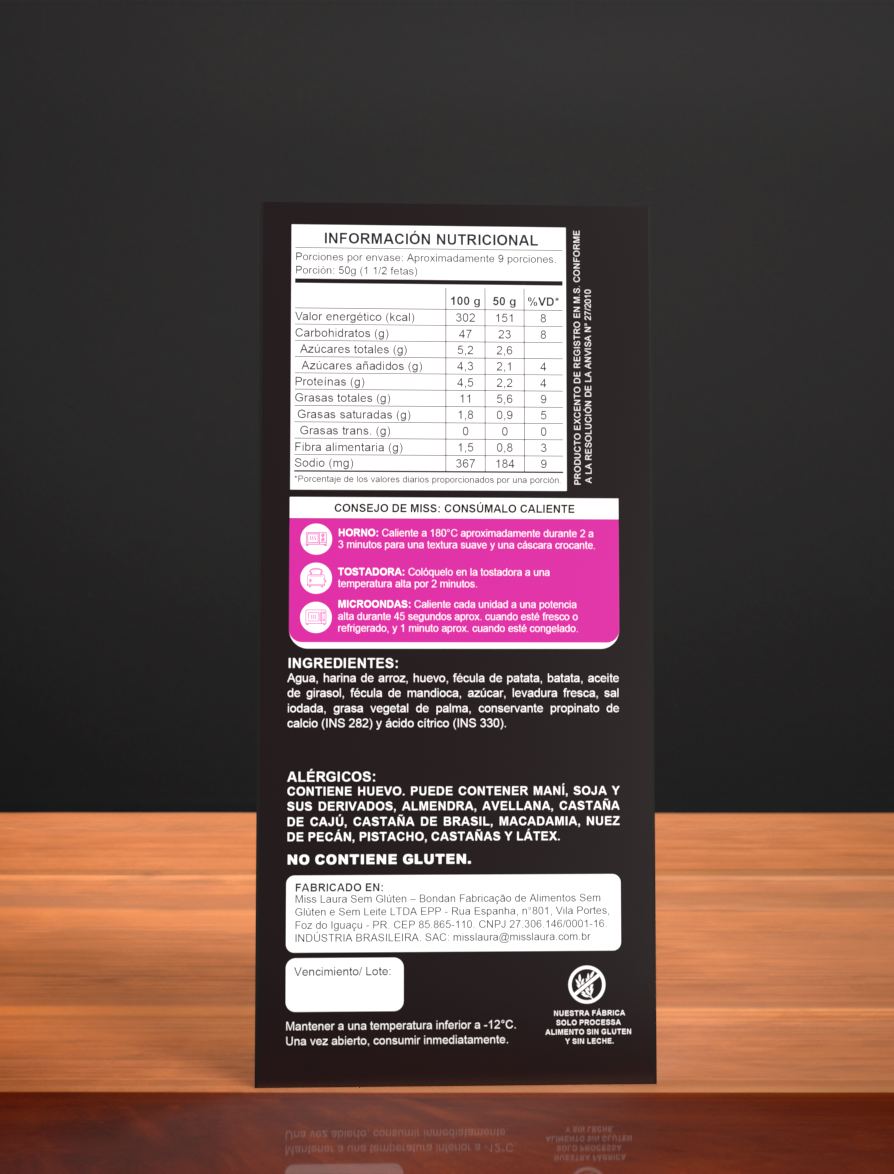 INFORMACIÓN NUTRICIONAL
Porciones por envase: Aproximadamente 9 porciones.
Porción: 50g (1 1/2 fetas)
100 g 50 g %VD*
Valor energético (kcal) 302 151 8
Carbohidratos (g) 47 23 8
Azúcares totales (g) 5,2 2,6
Azúcares añadidos (g) 4,3 2,1 4
Proteínas (g) 4,5 2,2 4
Grasas totales (g) 11 5,6 9
Grasas saturadas (g) 1,8 0,9 5
Grasas trans. (g) 0 0 0
Fibra alimentaria (g) 1,5 0,8 3
Sodio (mg) 367 184 9
*Porcentaje de los valores diarios proporcionados por una porción.
PRODUCTO EXCENTO DE REGISTRO EN M.S. CONFORME
A LA RESOLUCIÓN DE LA ANVISA N° 27/2010
CONSEJO DE MISS: CONSÚMALO CALIENTE
HORNO: Caliente a 180°C aproximadamente durante 2 a
3 minutos para una textura suave y una cáscara crocante.
TOSTADORA: Colóquelo en la tostadora a una
temperatura alta por 2 minutos.
MICROONDAS: Caliente cada unidad a una potencia
alta durante 45 segundos aprox. cuando esté fresco o
refrigerado, y 1 minuto aprox. cuando esté congelado.
INGREDIENTES:
Agua, harina de arroz, huevo, fécula de patata, batata, aceite
de girasol, fécula de mandioca, azúcar, levadura fresca, sal
iodada, grasa vegetal de palma, conservante propinato de
calcio (INS 282) y ácido cítrico (INS 330).
ALÉRGICOS:
CONTIENE HUEVO. PUEDE CONTENER MANÍ, SOJA Y
SUS DERIVADOS, ALMENDRA, AVELLANA, CASTAÑA
DE CAJÚ, CASTAÑA DE BRASIL, MACADAMIA, NUEZ
DE PECÁN, PISTACHO, CASTAÑAS Y LÁTEX.
NO CONTIENE GLUTEN.
FABRICADO EN:
Miss Laura Sem Glúten – Bondan Fabricação de Alimentos Sem
Glúten e Sem Leite LTDA EPP - Rua Espanha, n°801, Vila Portes,
Foz do Iguaçu - PR. CEP 85.865-110. CNPJ 27.306.146/0001-16.
INDÚSTRIA BRASILEIRA. SAC: misslaura@misslaura.com.br
Vencimiento/ Lote:
Mantener a una temperatura inferior a -12°C.
Una vez abierto, consumir inmediatamente.
NUESTRA FÁBRICA
SOLO PROCESSA
ALIMENTO SIN GLUTEN
Y SIN LECHE.